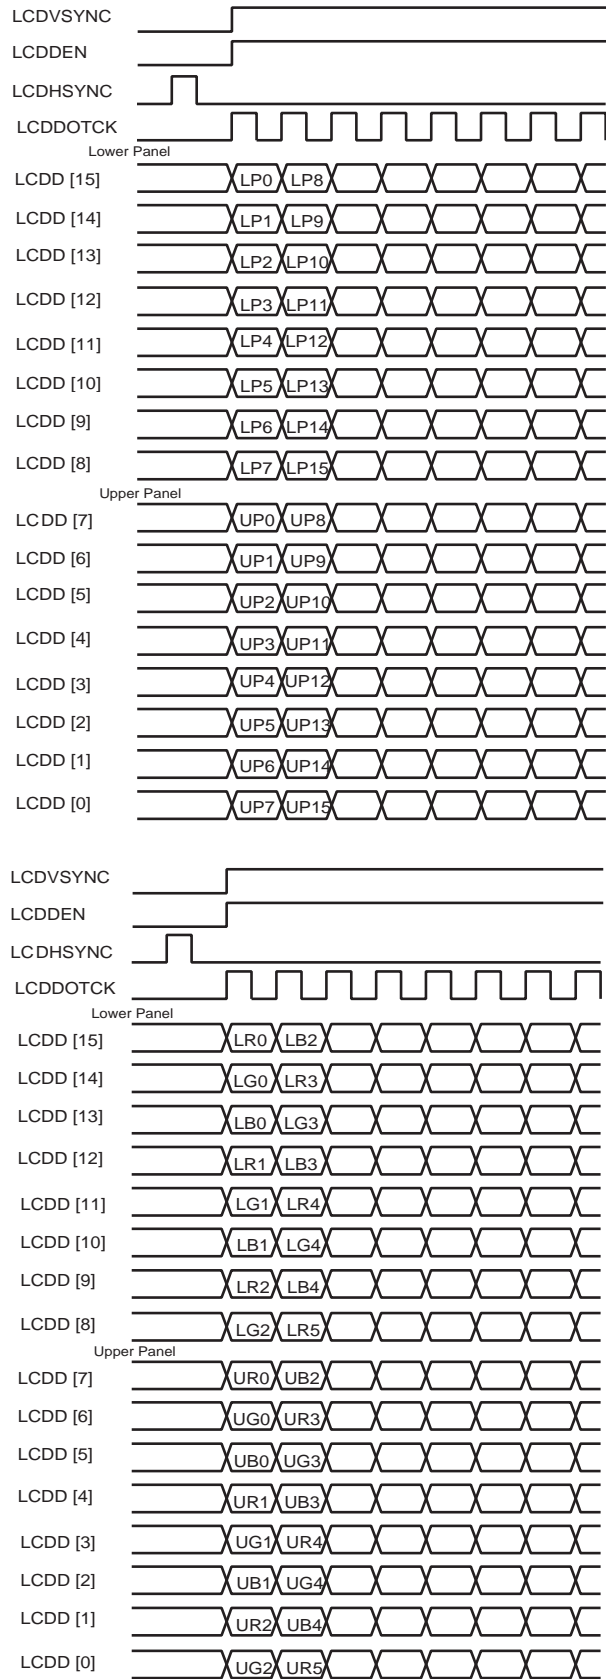 LCDVSYNC
LCDDEN
LCDHSYNC
LCDDOTCK
Lower Panel
LCDD [15] LP0 LP8
LCDD [14] LP1 LP9
LCDD [13] LP2 LP10
LCDD [12] LP3 LP11
LCDD [11] LP4 LP12
LCDD [10] LP5 LP13
LCDD [9] LP6 LP14
LCDD [8] LP7 LP15
Upper Panel
LCDD [7] UP0 UP8
LCDD [6] UP1 UP9
LCDD [5] UP2 UP10
LCDD [4] UP3 UP11
LCDD [3] UP4 UP12
LCDD [2] UP5 UP13
LCDD [1] UP6 UP14
LCDD [0] UP7 UP15
LCDVSYNC
LCDDEN
LCDHSYNC
LCDDOTCK
Lower Panel
LCDD [15] LR0 LB2
LCDD [14] LG0 LR3
LCDD [13] LB0 LG3
LCDD [12] LR1 LB3
LCDD [11] LG1 LR4
LCDD [10] LB1 LG4
LCDD [9] LR2 LB4
LCDD [8] LG2 LR5
Upper Panel
LCDD [7] UR0 UB2
LCDD [6] UG0 UR3
LCDD [5] UB0 UG3
LCDD [4] UR1 UB3
LCDD [3] UG1 UR4
LCDD [2] UB1 UG4
LCDD [1] UR2 UB4
LCDD [0] UG2 UR5